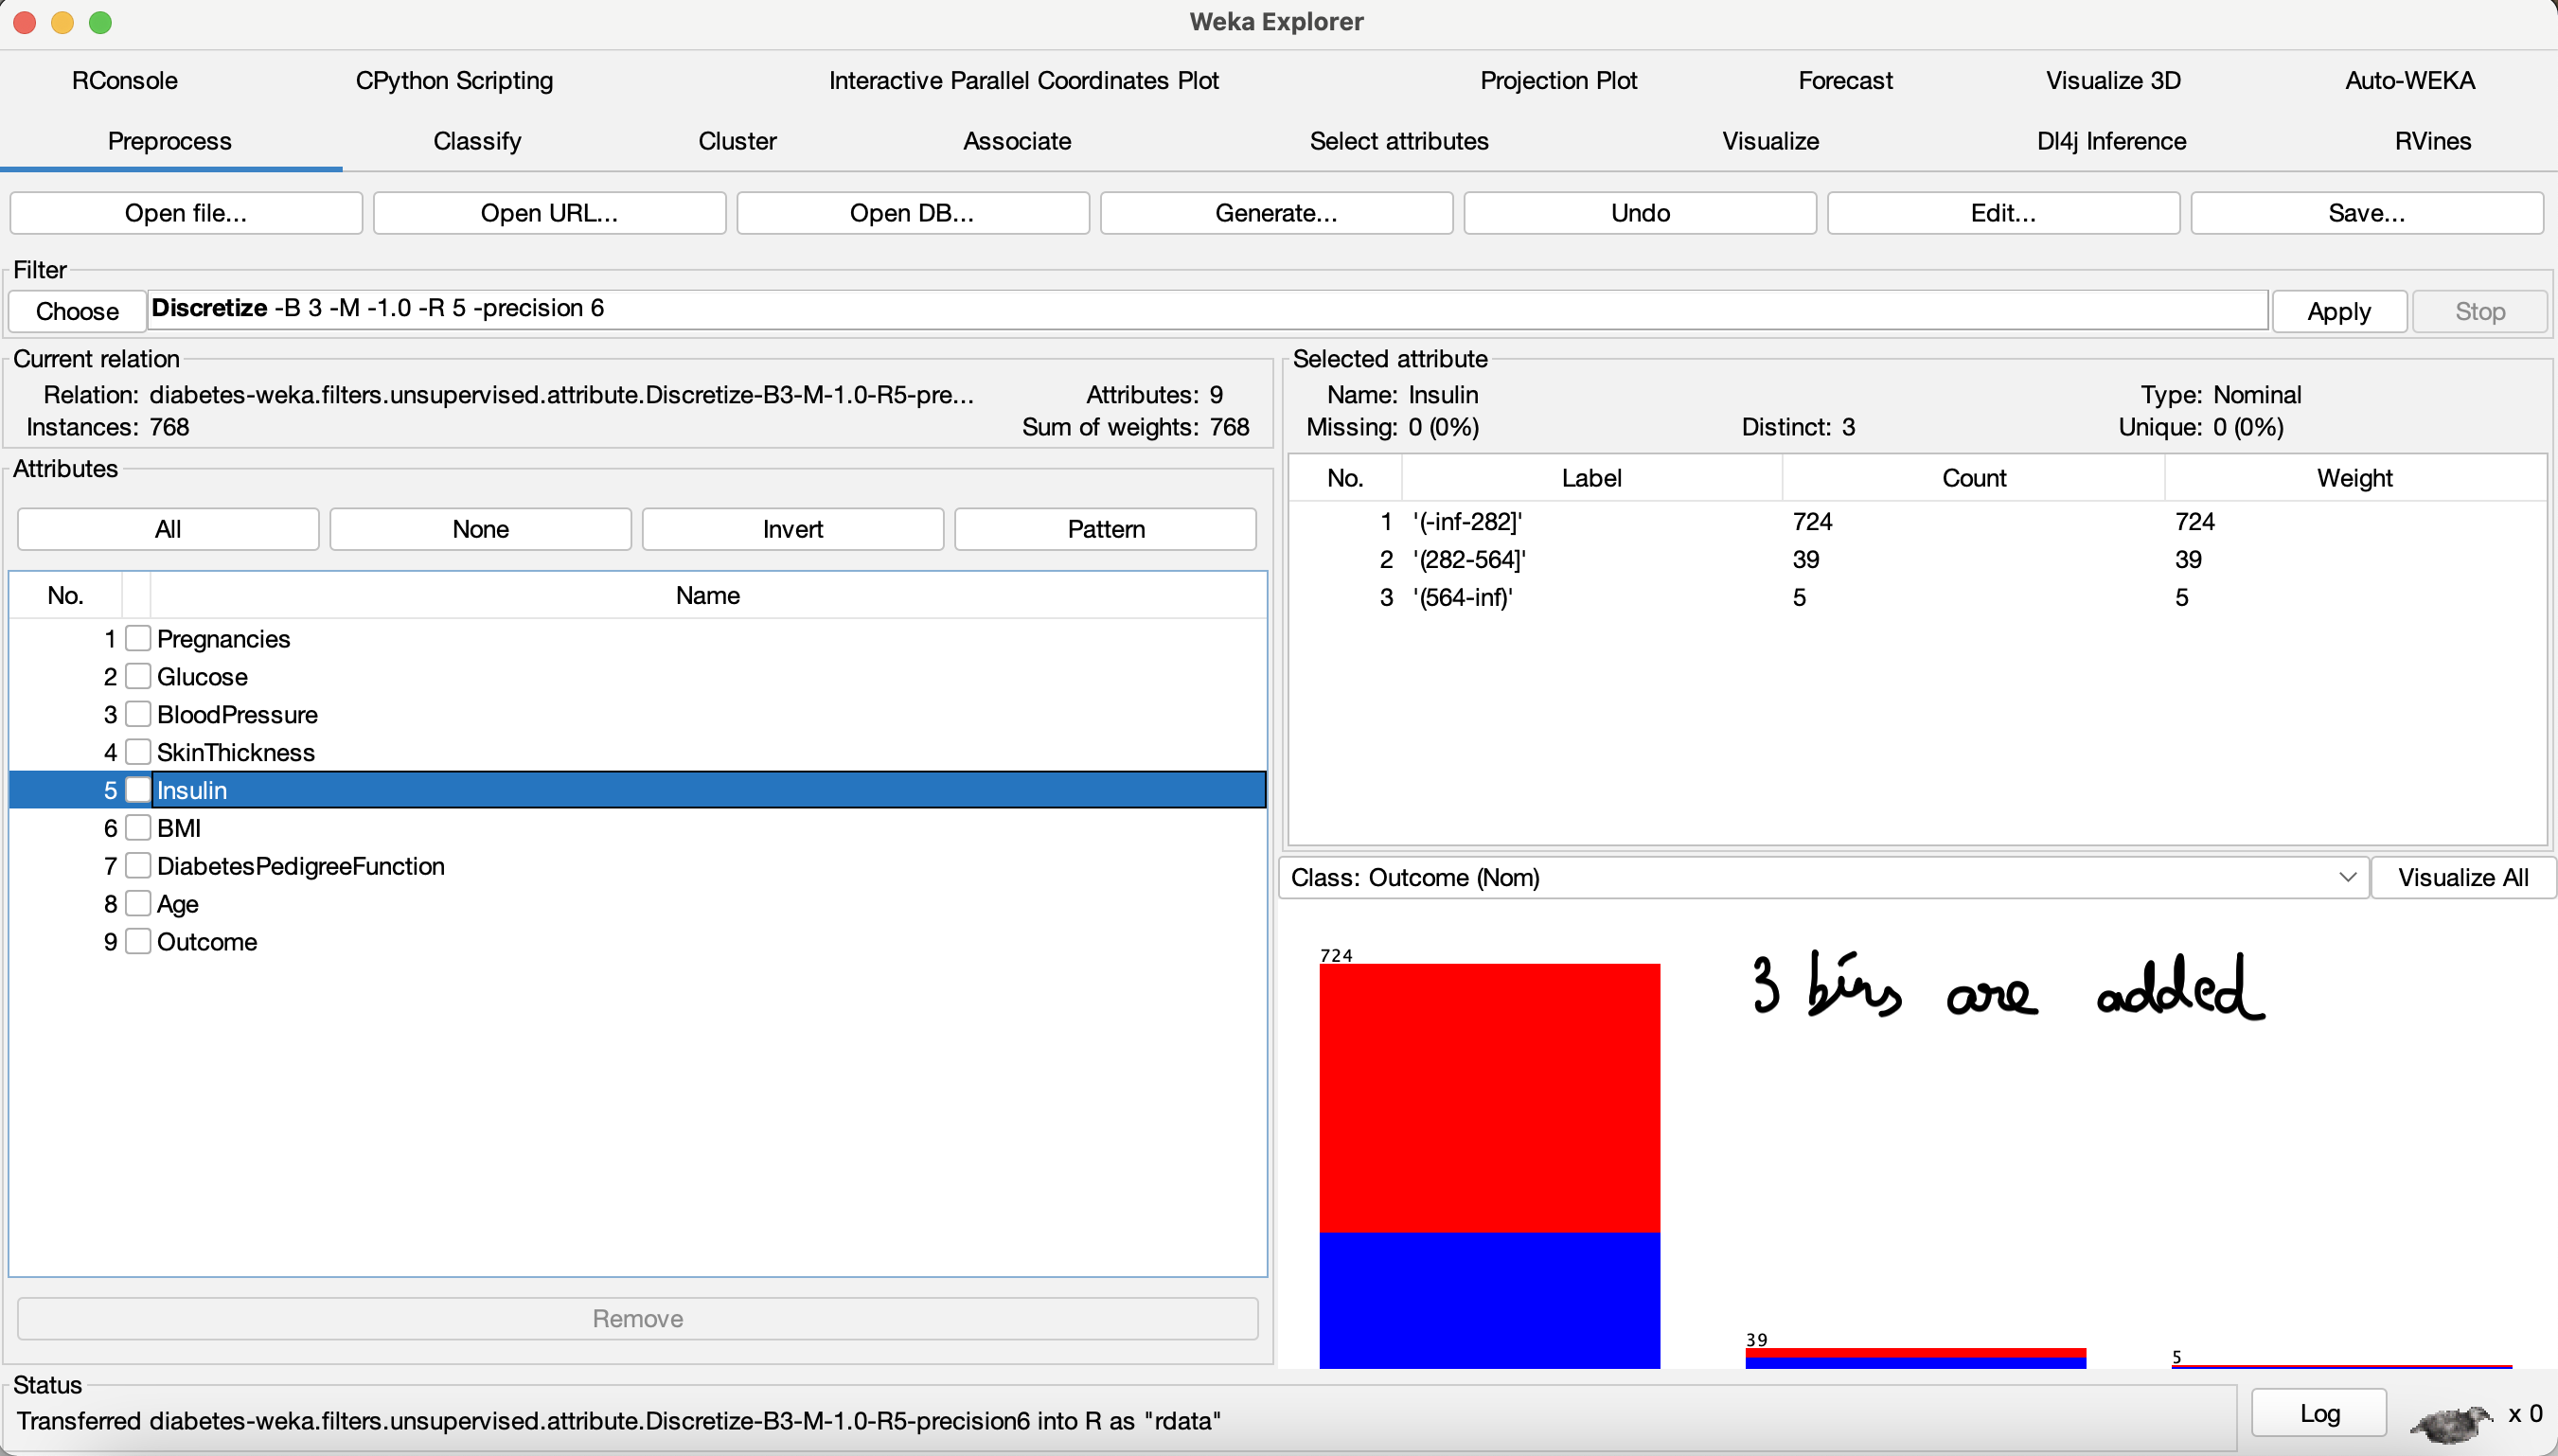 Weka Explorer
RConsole CPython Scripting Interactive Parallel Coordinates Plot Projection Plot Forecast Visualize 3D Auto-WEKA
Preprocess Classify Cluster Associate Select attributes Visualize Dl4j Inference RVines
Open file... Open URL... Open DB... Generate... Undo Edit... Save...
Filter
Choose Discretize -B 3 -M -1.0 -R 5 -precision 6 Apply Stop
Current relation
Relation: diabetes-weka.filters.unsupervised.attribute.Discretize-B3-M-1.0-R5-pre... Attributes: 9
Instances: 768 Sum of weights: 768
Attributes
All None Invert Pattern
No. Name
1 Pregnancies
2 Glucose
3 BloodPressure
4 SkinThickness
5 Insulin
6 BMI
7 DiabetesPedigreeFunction
8 Age
9 Outcome
Remove
Selected attribute
Name: Insulin Type: Nominal
Missing: 0 (0%) Distinct: 3 Unique: 0 (0%)
No. Label Count Weight
1 '(-inf-282]' 724 724
2 '(282-564]' 39 39
3 '(564-inf)' 5 5
Class: Outcome (Nom) Visualize All
724
3 bins are added
39
5
Status
Transferred diabetes-weka.filters.unsupervised.attribute.Discretize-B3-M-1.0-R5-precision6 into R as "rdata"
Log x 0